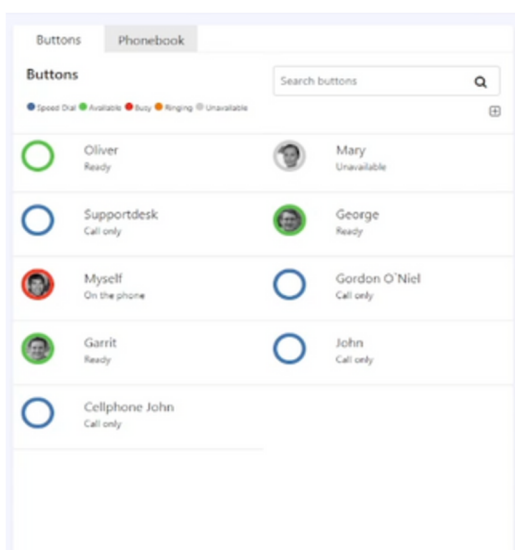 Buttons Phonebook
Buttons
Search buttons
Speed Dial Available Busy Ringing Unavailable
Oliver
Ready
Mary
Unavailable
Supportdesk
Call only
George
Ready
Myself
On the phone
Gordon O`Niel
Call only
Garrit
Ready
John
Call only
Cellphone John
Call only